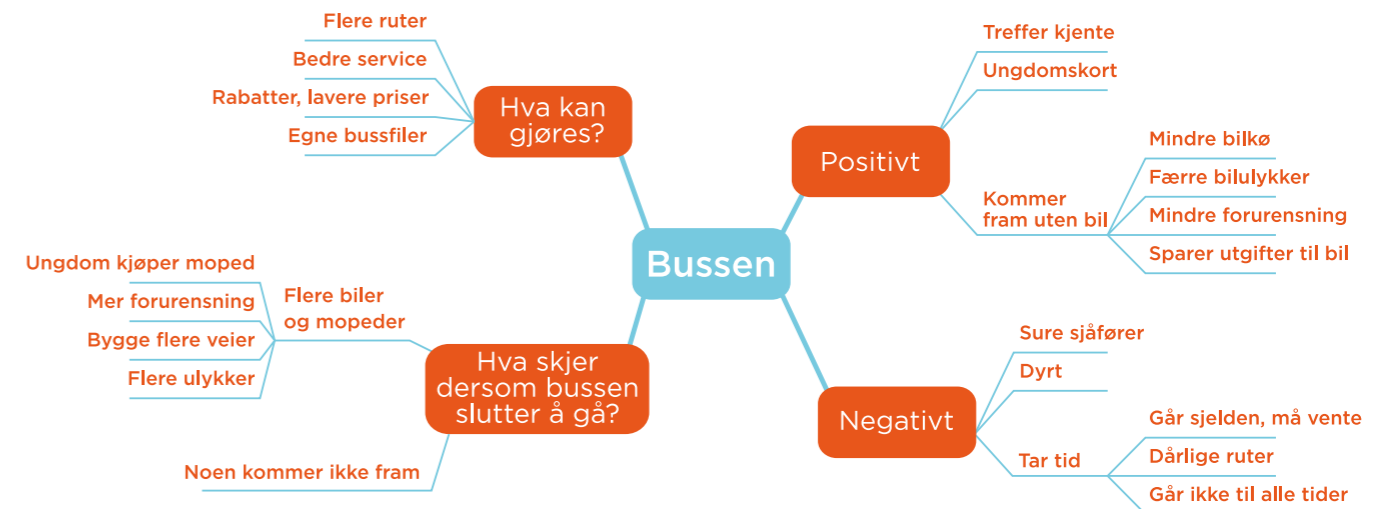 Bussen
Hva kan
gjøres?
Flere ruter
Bedre service
Rabatter, lavere priser
Egne bussfiler
Positivt
Treffer kjente
Ungdomskort
Kommer
fram uten bil
Mindre bilkø
Færre bilulykker
Mindre forurensning
Sparer utgifter til bil
Hva skjer
dersom bussen
slutter å gå?
Flere biler
og mopeder
Ungdom kjøper moped
Mer forurensning
Bygge flere veier
Flere ulykker
Noen kommer ikke fram
Negativt
Sure sjåfører
Dyrt
Tar tid
Går sjelden, må vente
Dårlige ruter
Går ikke til alle tider